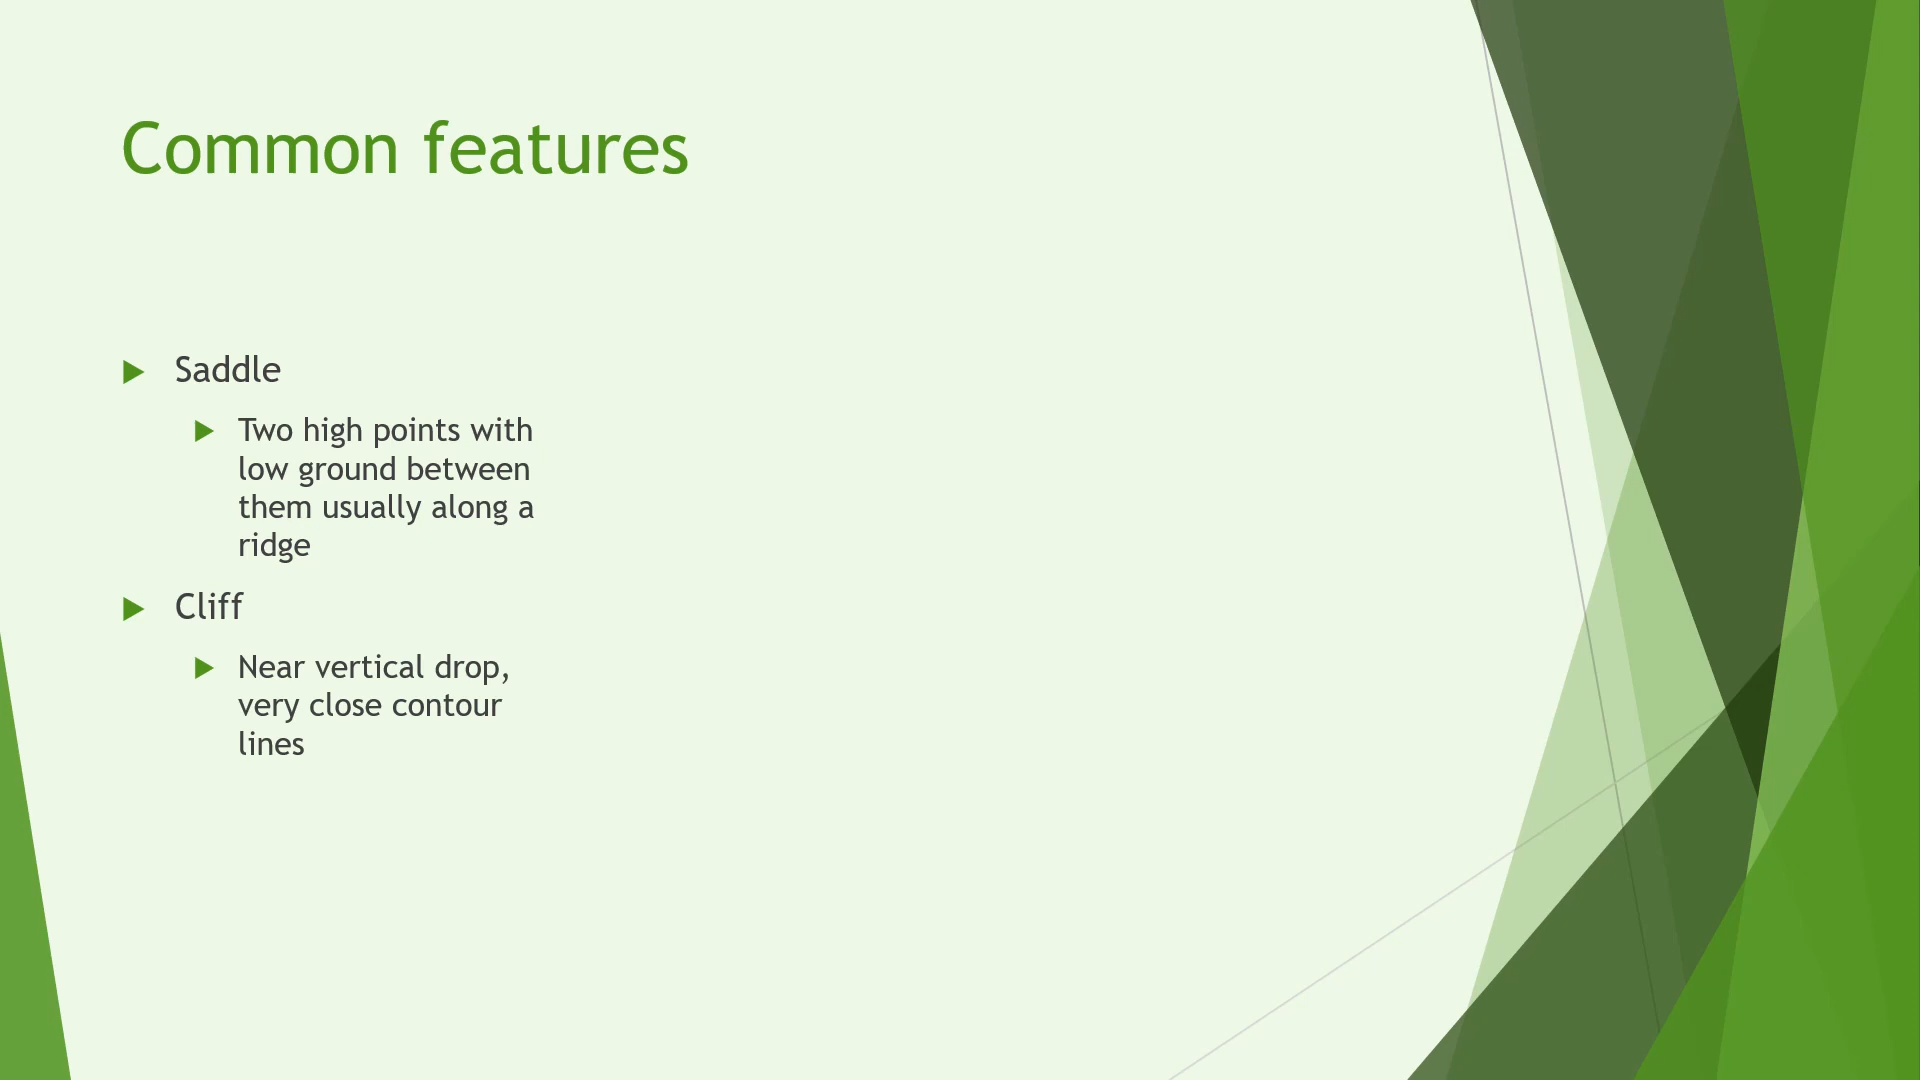 Common features
Saddle
Two high points with
low ground between
them usually along a
ridge
Cliff
Near vertical drop,
very close contour
lines